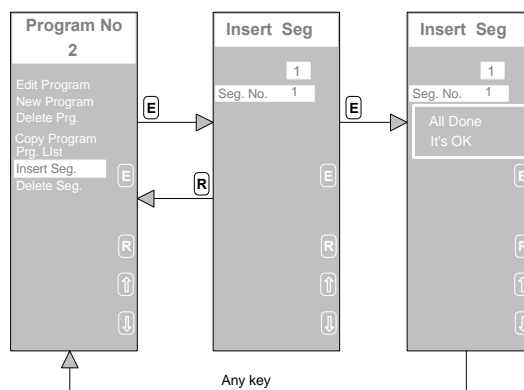 Program No
2
Edit Program
New Program
Delete Prg.
Copy Program
Prg. LIst
Insert Seg.
Delete Seg.
E
R
⇧
⇩
E
R
Insert Seg
1
Seg. No. 1
E
R
⇧
⇩
E
Insert Seg
1
Seg. No. 1
All Done
It's OK
E
R
⇧
⇩
Any key